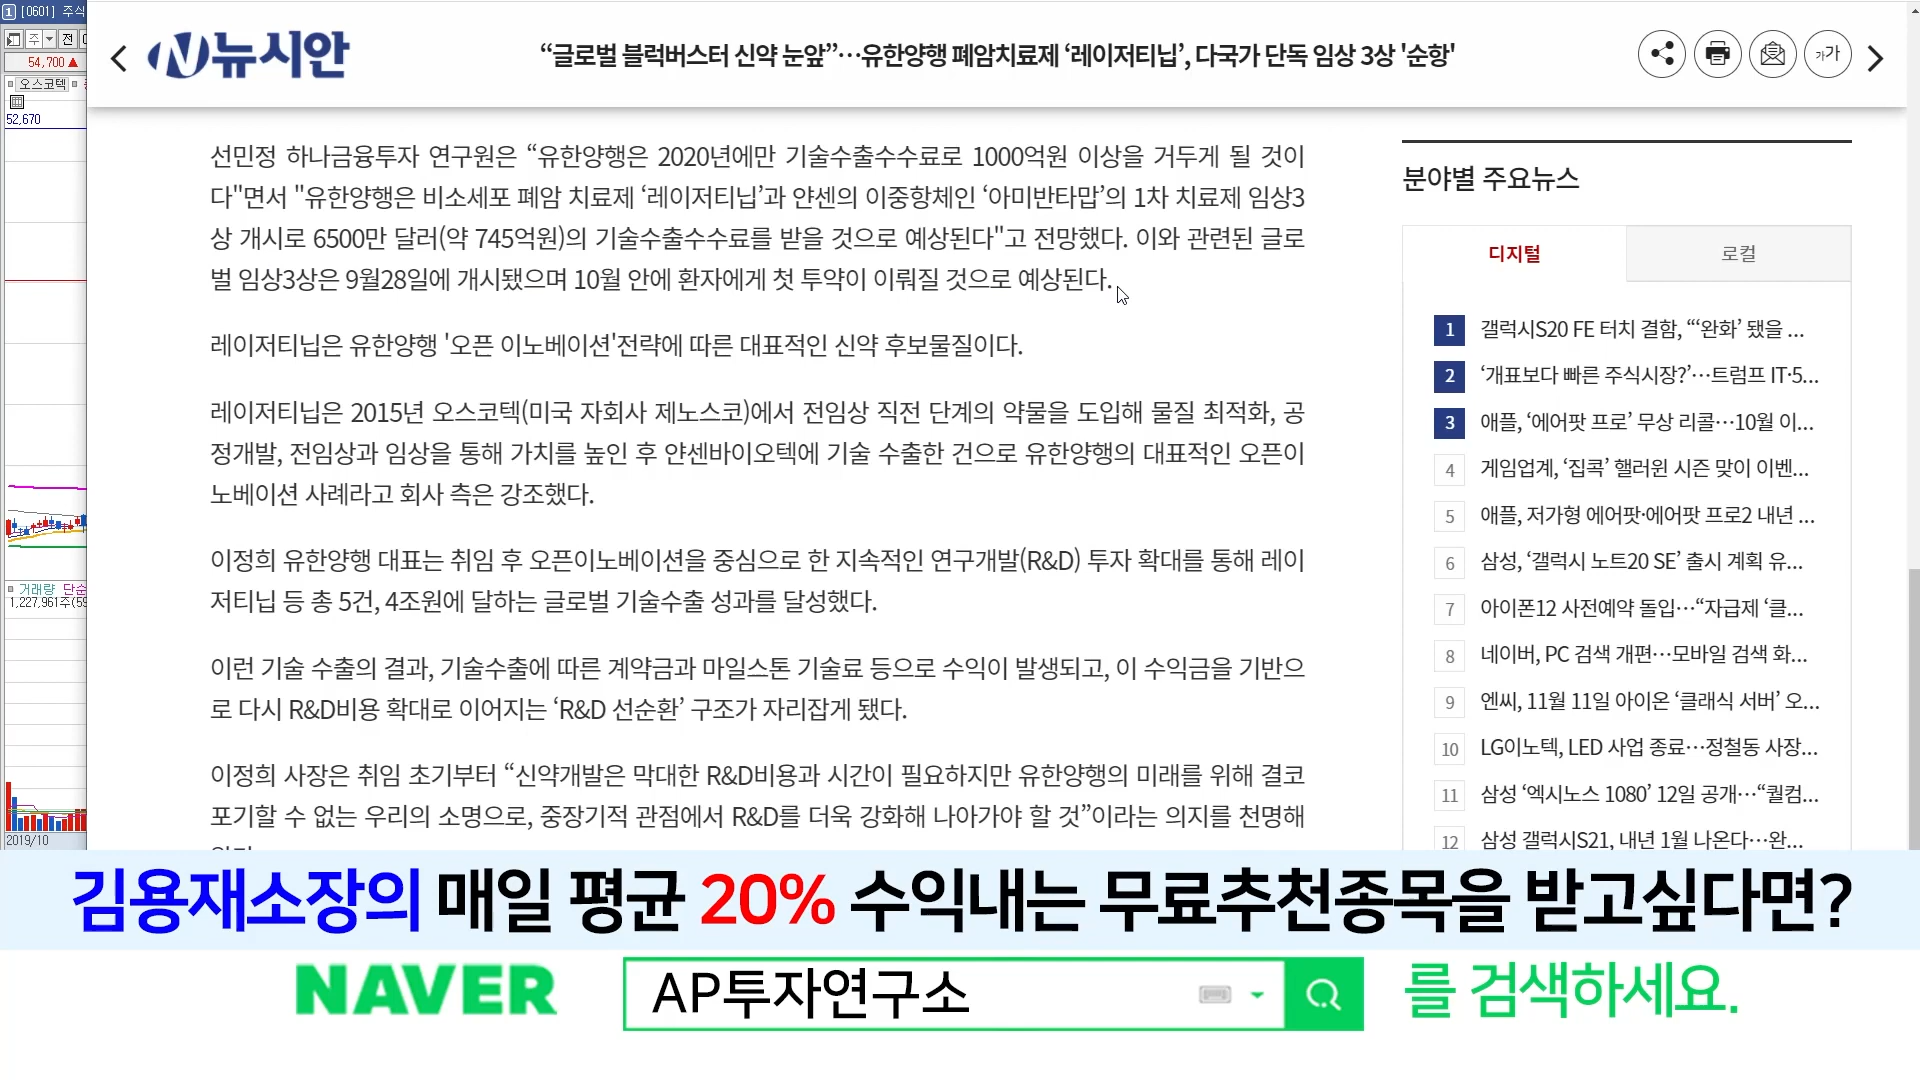 1 [0601] 주식
주 전
54,700▲
오스코텍
52,670
거래량 단순
1,227,961주(59
2019/10
뉴시안
“글로벌 블럭버스터 신약 눈앞”…유한양행 폐암치료제 ‘레이저티닙’, 다국가 단독 임상 3상 '순항'
가가
선민정 하나금융투자 연구원은 “유한양행은 2020년에만 기술수출수수료로 1000억원 이상을 거두게 될 것이
다"면서 "유한양행은 비소세포 폐암 치료제 ‘레이저티닙’과 얀센의 이중항체인 ‘아미반타맙’의 1차 치료제 임상3
상 개시로 6500만 달러(약 745억원)의 기술수출수수료를 받을 것으로 예상된다"고 전망했다. 이와 관련된 글로
벌 임상3상은 9월28일에 개시됐으며 10월 안에 환자에게 첫 투약이 이뤄질 것으로 예상된다.
레이저티닙은 유한양행 '오픈 이노베이션'전략에 따른 대표적인 신약 후보물질이다.
레이저티닙은 2015년 오스코텍(미국 자회사 제노스코)에서 전임상 직전 단계의 약물을 도입해 물질 최적화, 공
정개발, 전임상과 임상을 통해 가치를 높인 후 얀센바이오텍에 기술 수출한 건으로 유한양행의 대표적인 오픈이
노베이션 사례라고 회사 측은 강조했다.
이정희 유한양행 대표는 취임 후 오픈이노베이션을 중심으로 한 지속적인 연구개발(R&D) 투자 확대를 통해 레이
저티닙 등 총 5건, 4조원에 달하는 글로벌 기술수출 성과를 달성했다.
이런 기술 수출의 결과, 기술수출에 따른 계약금과 마일스톤 기술료 등으로 수익이 발생되고, 이 수익금을 기반으
로 다시 R&D비용 확대로 이어지는 ‘R&D 선순환’ 구조가 자리잡게 됐다.
이정희 사장은 취임 초기부터 “신약개발은 막대한 R&D비용과 시간이 필요하지만 유한양행의 미래를 위해 결코
포기할 수 없는 우리의 소명으로, 중장기적 관점에서 R&D를 더욱 강화해 나아가야 할 것”이라는 의지를 천명해
분야별 주요뉴스
디지털 로컬
1 갤럭시S20 FE 터치 결함, “‘완화’ 됐을 ...
2 ‘개표보다 빠른 주식시장?’…트럼프 IT·5...
3 애플, ‘에어팟 프로’ 무상 리콜…10월 이...
4 게임업계, ‘집콕’ 핼러윈 시즌 맞이 이벤...
5 애플, 저가형 에어팟·에어팟 프로2 내년 ...
6 삼성, ‘갤럭시 노트20 SE’ 출시 계획 유...
7 아이폰12 사전예약 돌입…“자급제 ‘클...
8 네이버, PC 검색 개편…모바일 검색 화...
9 엔씨, 11월 11일 아이온 ‘클래식 서버’ 오...
10 LG이노텍, LED 사업 종료…정철동 사장...
11 삼성 ‘엑시노스 1080’ 12일 공개…“퀄컴...
12 삼성 갤럭시S21, 내년 1월 나온다…완...
김용재소장의 매일 평균 20% 수익내는 무료추천종목을 받고싶다면?
NAVER AP투자연구소 를 검색하세요.